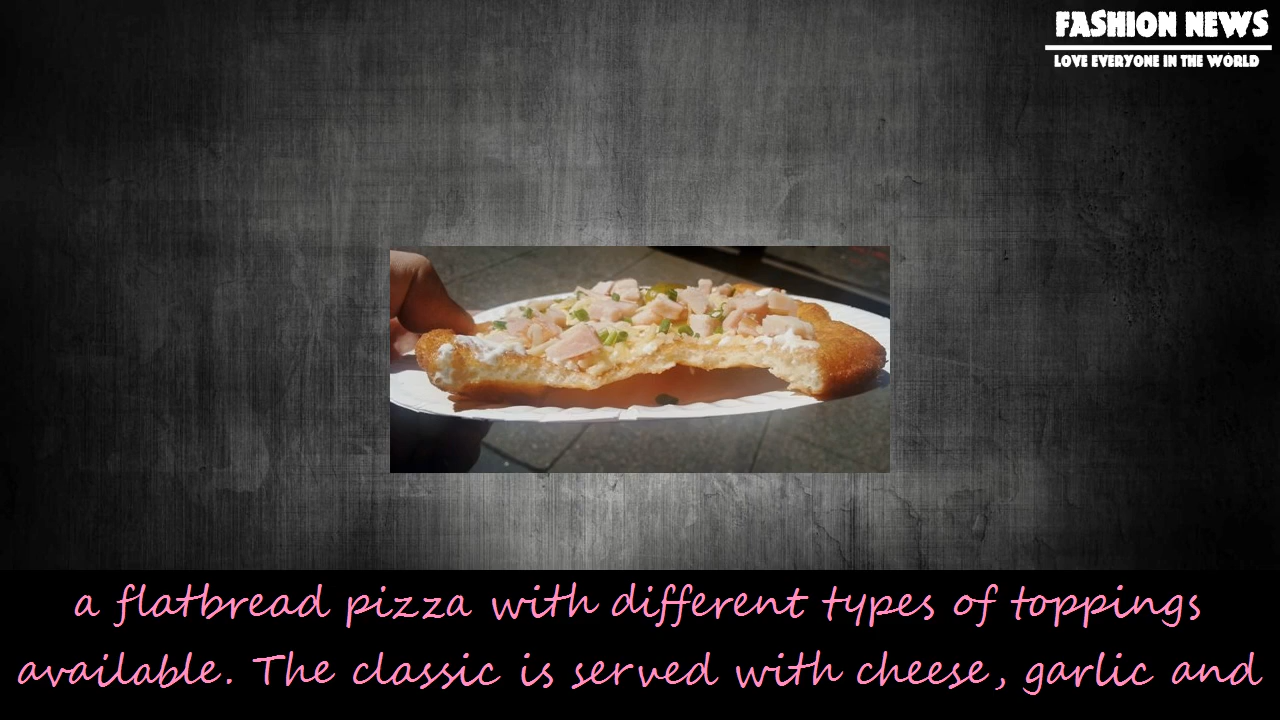 FASHION NEWS
LOVE EVERYONE IN THE WORLD
a flatbread pizza with different types of toppings
available. The classic is served with cheese, garlic and